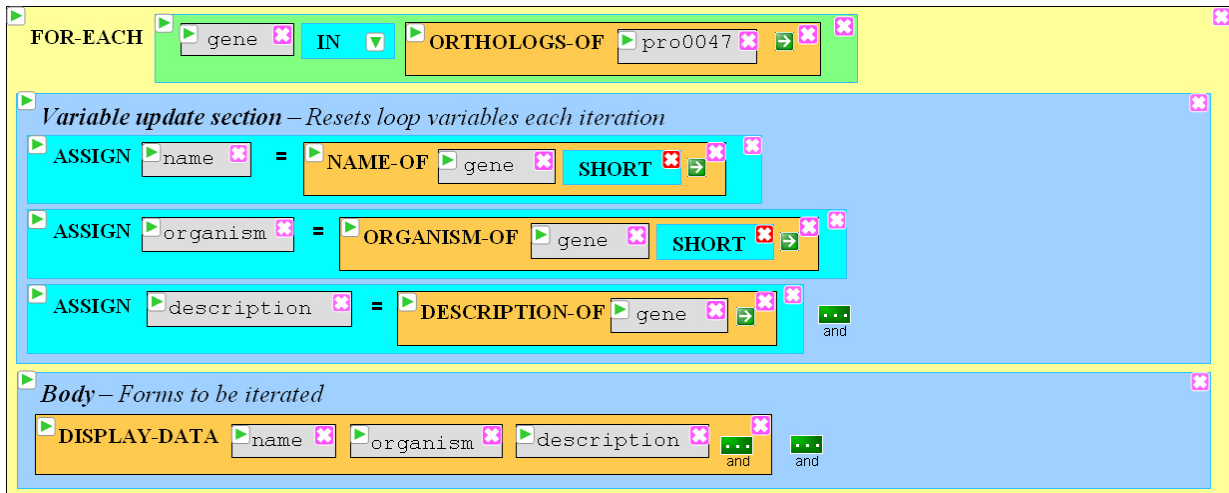 FOR-EACH gene IN ORTHOLOGS-OF pro0047
Variable update section – Resets loop variables each iteration
ASSIGN name = NAME-OF gene SHORT
ASSIGN organism = ORGANISM-OF gene SHORT
ASSIGN description = DESCRIPTION-OF gene ...
and
Body – Forms to be iterated
DISPLAY-DATA name organism description ... ...
and and